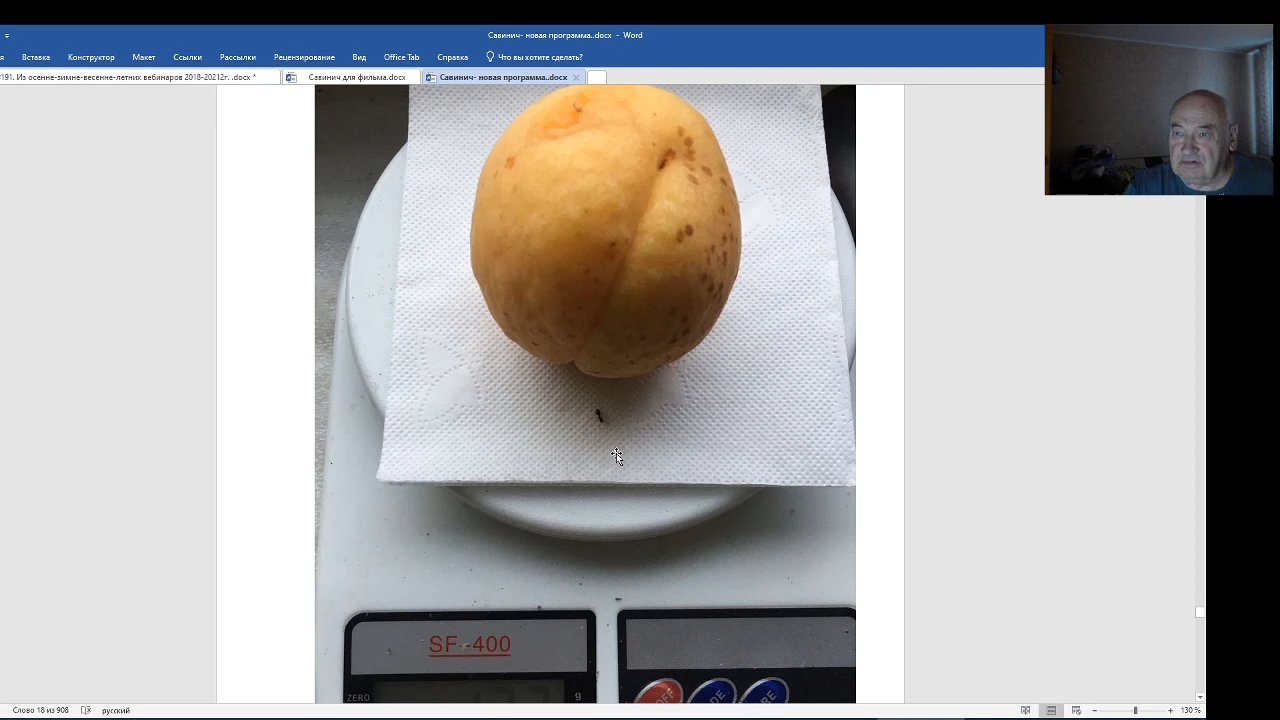 Савинич- новая программа..docx - Word
я Вставка Конструктор Макет Ссылки Рассылки Рецензирование Вид Office Tab Справка Что вы хотите сделать?
191. Из осенне-зимне-весенне-летних вебинаров 2018-20212г. .docx * Савинич для фильма.docx Савинич- новая программа..docx
SF-400
ZERO g
OFF
Слово 18 из 908 русский 130 %